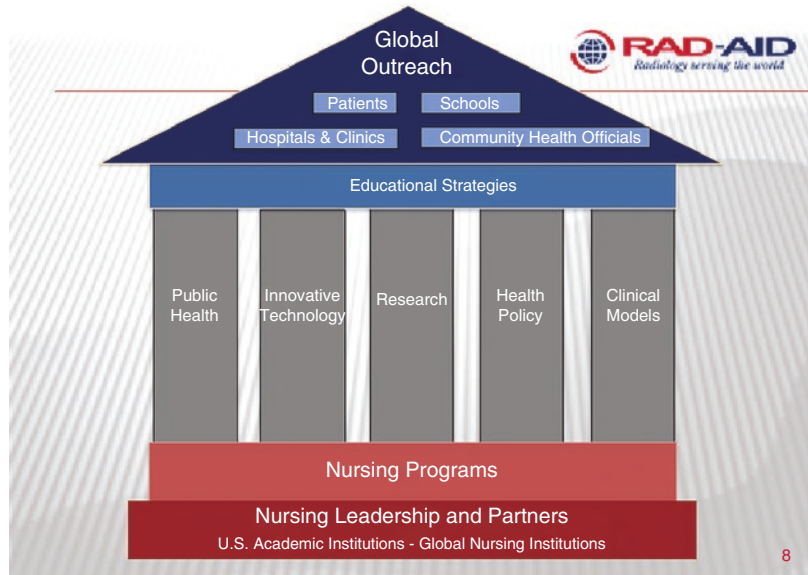 Global
Outreach
RAD-AID
Radiology serving the world
Patients
Schools
Hospitals & Clinics
Community Health Officials
Educational Strategies
Public
Health
Innovative
Technology
Research
Health
Policy
Clinical
Models
Nursing Programs
Nursing Leadership and Partners
U.S. Academic Institutions - Global Nursing Institutions
8